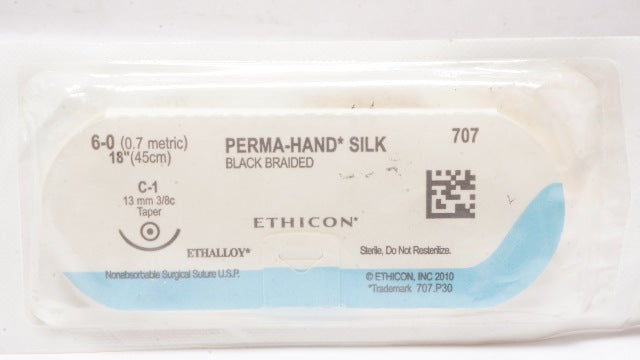 6-0 (0.7 metric)
18"(45cm)
C-1
13 mm 3/8c
Taper
PERMA-HAND* SILK
BLACK BRAIDED
707
ETHICON*
ETHALLOY*
Sterile, Do Not Resterilize.
Nonabsorbable Surgical Suture U.S.P.
© ETHICON, INC 2010
*Trademark 707.P30